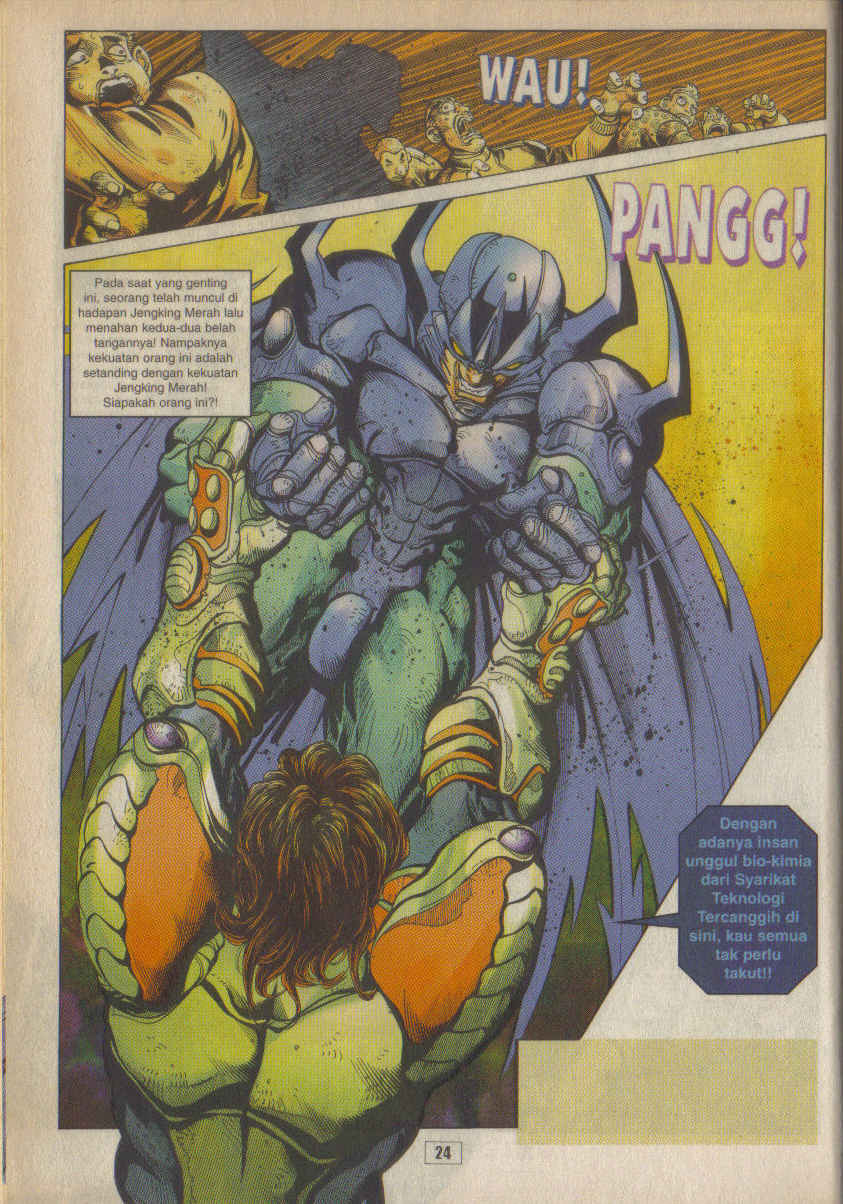 WAU!
PANGG!
Pada saat yang genting
ini, seorang telah muncul di
hadapan Jengking Merah lalu
menahan kedua-dua belah
tangannya! Nampaknya
kekuatan orang ini adalah
setanding dengan kekuatan
Jengking Merah!
Siapakah orang ini?!
Dengan
adanya insan
unggul bio-kimia
dari Syarikat
Teknologi
Tercanggih di
sini, kau semua
tak perlu
takut!!
24